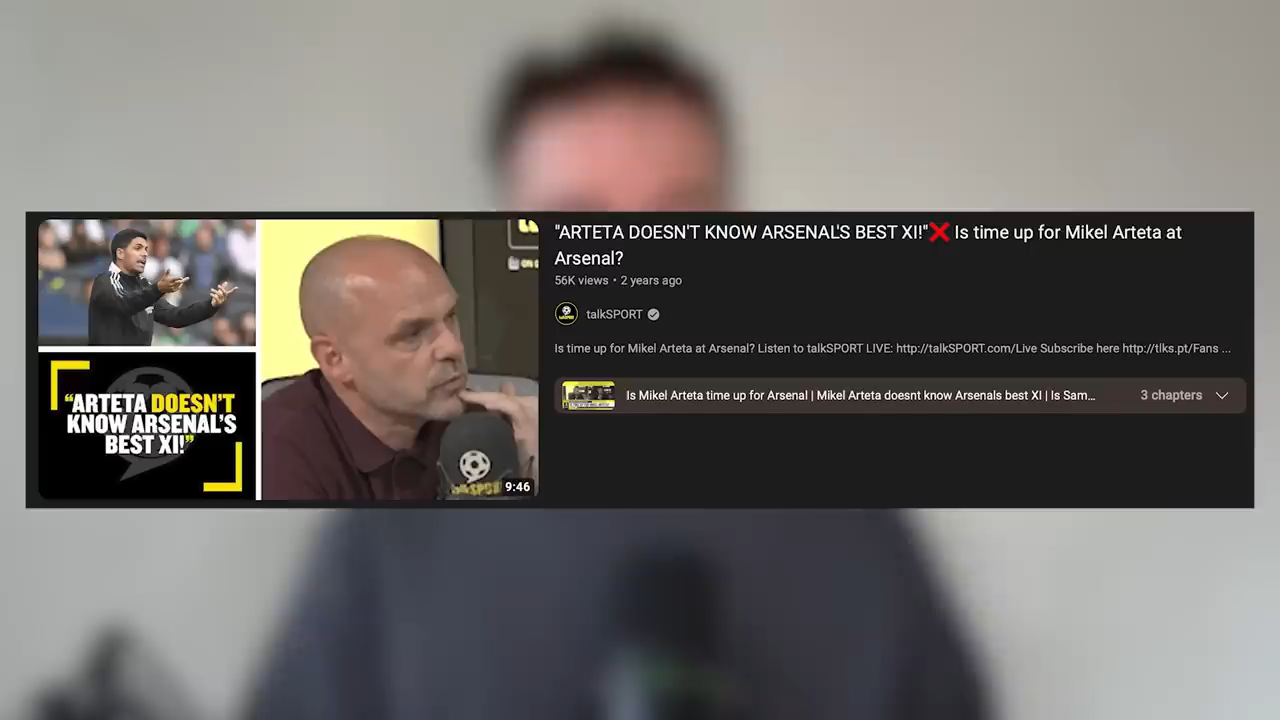 "ARTETA DOESN'T KNOW ARSENAL'S BEST XI!"❌ Is time up for Mikel Arteta at
Arsenal?
56K views • 2 years ago
talkSPORT
Is time up for Mikel Arteta at Arsenal? Listen to talkSPORT LIVE: http://talkSPORT.com/Live Subscribe here http://tlks.pt/Fans ...
Is Mikel Arteta time up for Arsenal | Mikel Arteta doesnt know Arsenals best XI | Is Sam...
3 chapters
"ARTETA DOESN'T
KNOW ARSENAL'S
BEST XI!"
9:46